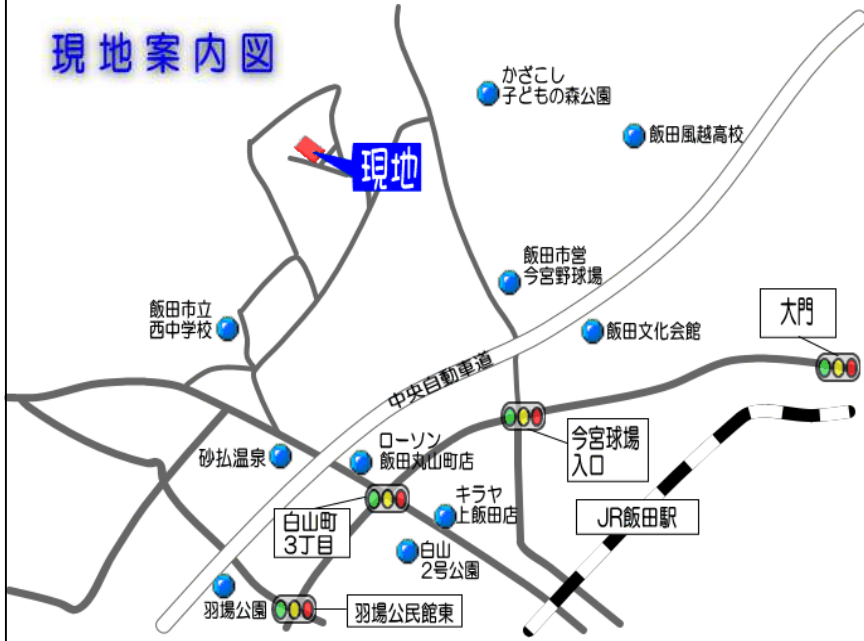 現地案内図
かざこし
子どもの森公園
飯田風越高校
現地
飯田市営
今宮野球場
飯田市立
西中学校
飯田文化会館
大門
中央自動車道
今宮球場
入口
ローソン
飯田丸山町店
砂払温泉
キラヤ
上飯田店
白山町
3丁目
JR飯田駅
白山
2号公園
羽場公園
羽場公民館東